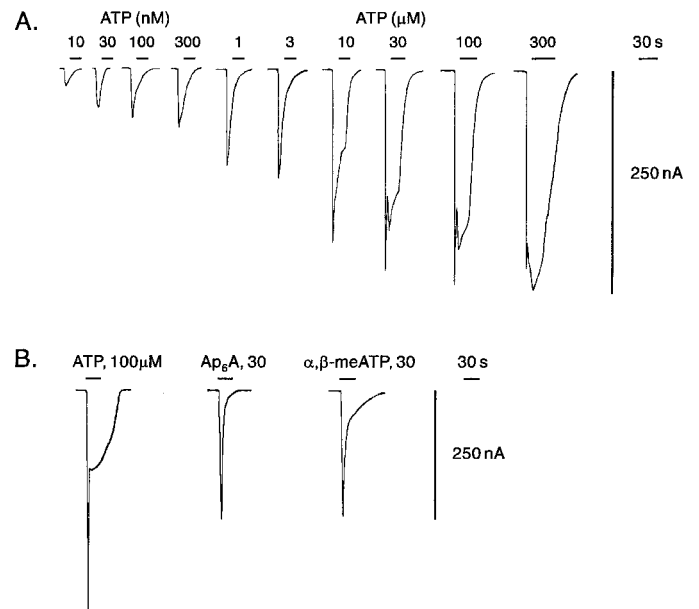 A.
ATP (nM) ATP (μM)
10 30 100 300 1 3 10 30 100 300 30 s
250 nA
B.
ATP, 100μM Ap₆A, 30 α,β-meATP, 30 30 s
250 nA